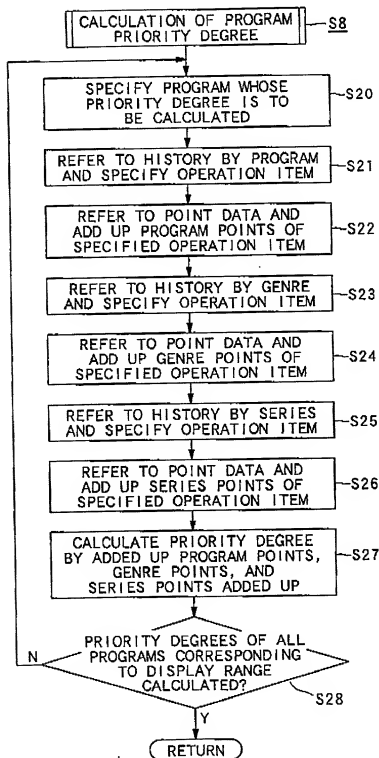 CALCULATION OF PROGRAM
PRIORITY DEGREE
S8
SPECIFY PROGRAM WHOSE
PRIORITY DEGREE IS TO
BE CALCULATED
S20
REFER TO HISTORY BY PROGRAM
AND SPECIFY OPERATION ITEM
S21
REFER TO POINT DATA AND
ADD UP PROGRAM POINTS OF
SPECIFIED OPERATION ITEM
S22
REFER TO HISTORY BY GENRE
AND SPECIFY OPERATION ITEM
S23
REFER TO POINT DATA AND
ADD UP GENRE POINTS OF
SPECIFIED OPERATION ITEM
S24
REFER TO HISTORY BY SERIES
AND SPECIFY OPERATION ITEM
S25
REFER TO POINT DATA AND
ADD UP SERIES POINTS OF
SPECIFIED OPERATION ITEM
S26
CALCULATE PRIORITY DEGREE
BY ADDED UP PROGRAM POINTS,
GENRE POINTS, AND
SERIES POINTS ADDED UP
S27
PRIORITY DEGREES OF ALL
PROGRAMS CORRESPONDING
TO DISPLAY RANGE
CALCULATED?
N
S28
Y
RETURN